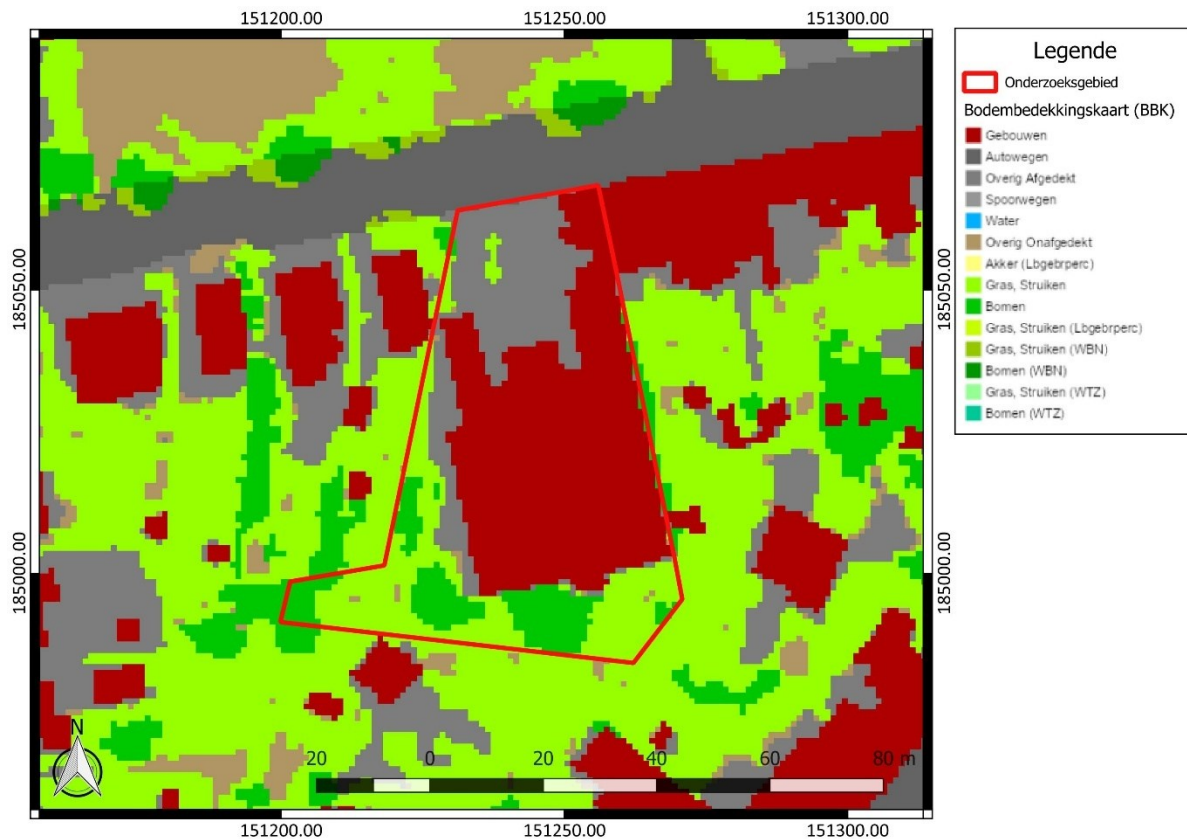 151200.00 151250.00 151300.00
Legende
Onderzoeksgebied
Bodembedekkingskaart (BBK)
Gebouwen
Autowegen
Overig Afgedekt
Spoorwegen
Water
Overig Onafgedekt
Akker (Lbgebrperc)
Gras, Struiken
Bomen
Gras, Struiken (Lbgebrperc)
Gras, Struiken (WBN)
Bomen (WBN)
Gras, Struiken (WTZ)
Bomen (WTZ)
185050.00 185050.00
185000.00 185000.00
N
20 0 20 40 60 80 m
151200.00 151250.00 151300.00